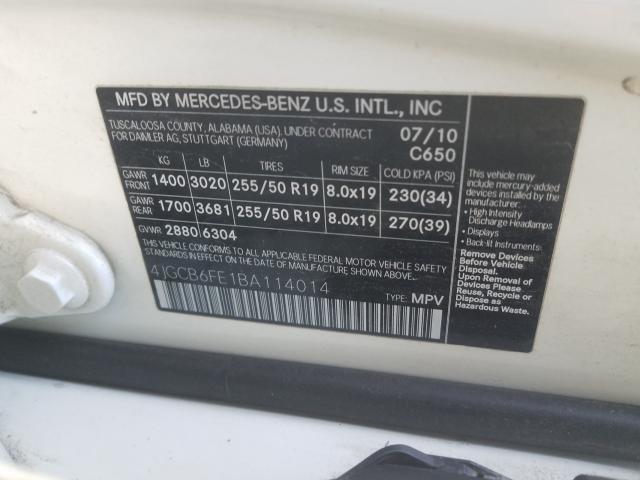 MFD BY MERCEDES-BENZ U.S. INTL., INC
TUSCALOOSA COUNTY, ALABAMA (USA), UNDER CONTRACT
FOR DAIMLER AG, STUTTGART (GERMANY)
07/10
C650
KG LB TIRES RIM SIZE COLD KPA (PSI)
GAWR FRONT 1400 3020 255/50 R19 8.0x19 230(34)
GAWR REAR 1700 3681 255/50 R19 8.0x19 270(39)
GVWR 2880 6304
THIS VEHICLE CONFORMS TO ALL APPLICABLE FEDERAL MOTOR VEHICLE SAFETY
STANDARDS IN EFFECT ON THE DATE OF MANUFACTURE SHOWN ABOVE.
4JGCB6FE1BA114014
TYPE: MPV
This vehicle may
include mercury-added
devices installed by the
manufacturer:
• High Intensity
Discharge Headlamps
• Displays
• Back-lit Instruments
Remove Devices
Before Vehicle
Disposal.
Upon Removal of
Devices Please
Reuse, Recycle or
Dispose as
Hazardous Waste.